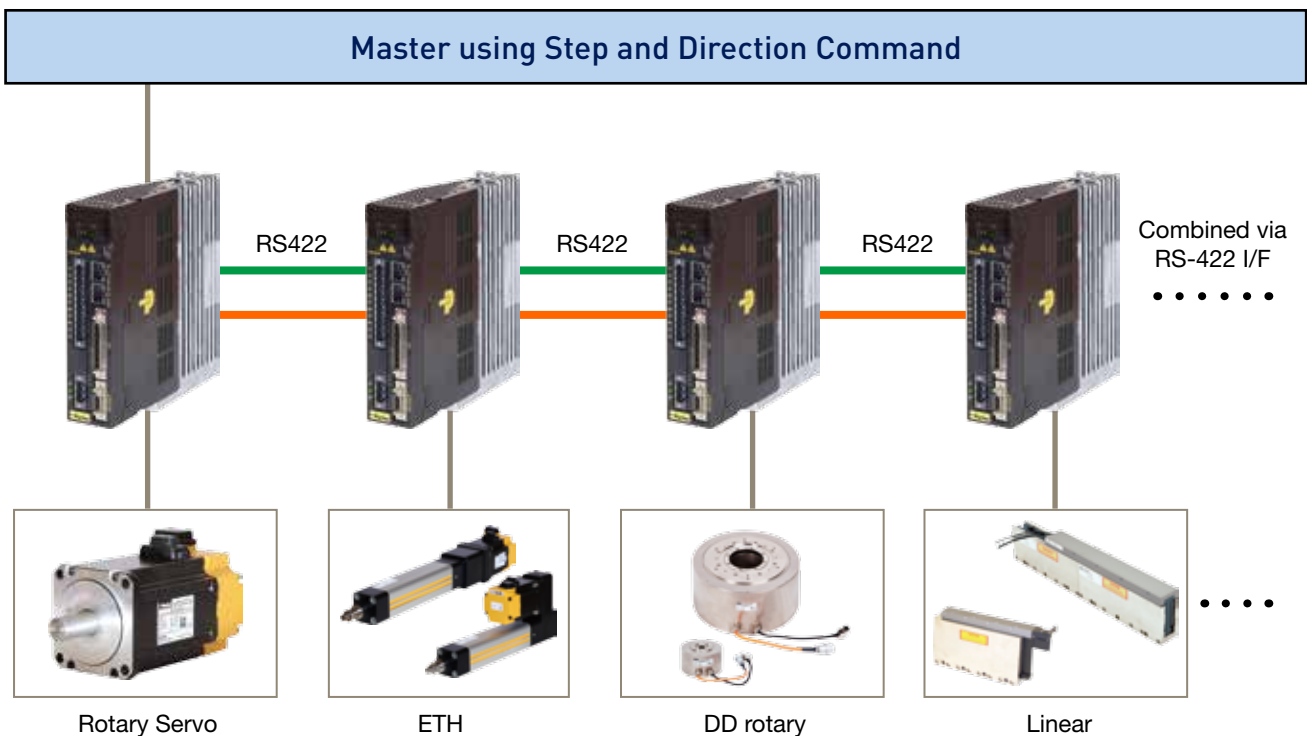 Master using Step and Direction Command
RS422
RS422
RS422
Combined via
RS-422 I/F
Rotary Servo
ETH
DD rotary
Linear